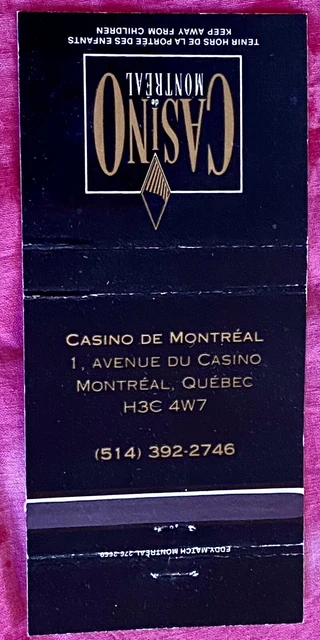 TENIR HORS DE LA PORTÉE DES ENFANTS
KEEP AWAY FROM CHILDREN
CASINO
de
MONTRÉAL
CASINO DE MONTRÉAL
1, AVENUE DU CASINO
MONTRÉAL, QUÉBEC
H3C 4W7
(514) 392-2746
EDDY MATCH MONTREAL 276-2669